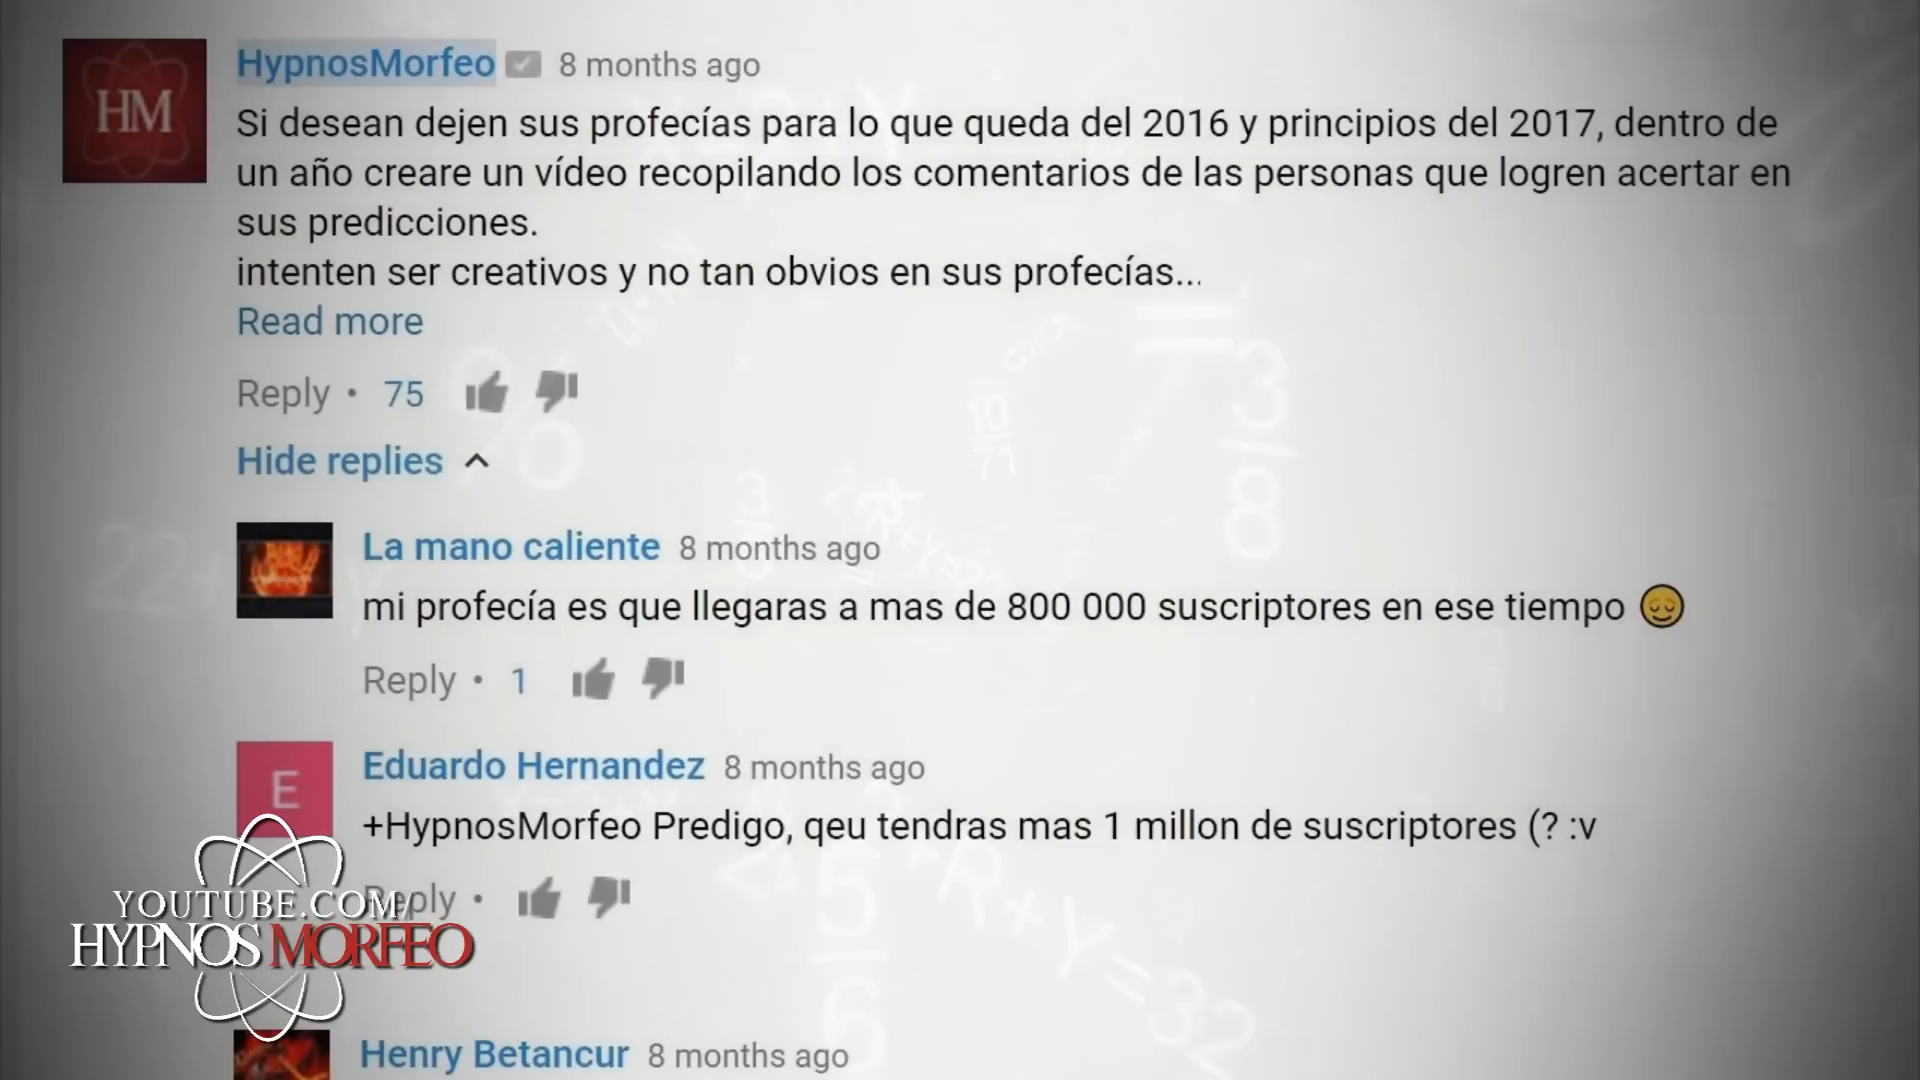 HM
HypnosMorfeo 8 months ago
Si desean dejen sus profecías para lo que queda del 2016 y principios del 2017, dentro de
un año creare un vídeo recopilando los comentarios de las personas que logren acertar en
sus predicciones.
intenten ser creativos y no tan obvios en sus profecías...
Read more
Reply • 75
Hide replies
La mano caliente 8 months ago
mi profecía es que llegaras a mas de 800 000 suscriptores en ese tiempo
Reply • 1
E
Eduardo Hernandez 8 months ago
+HypnosMorfeo Predigo, qeu tendras mas 1 millon de suscriptores (? :v
Reply •
YOUTUBE.COM/
HYPNOS MORFEO
Henry Betancur 8 months ago